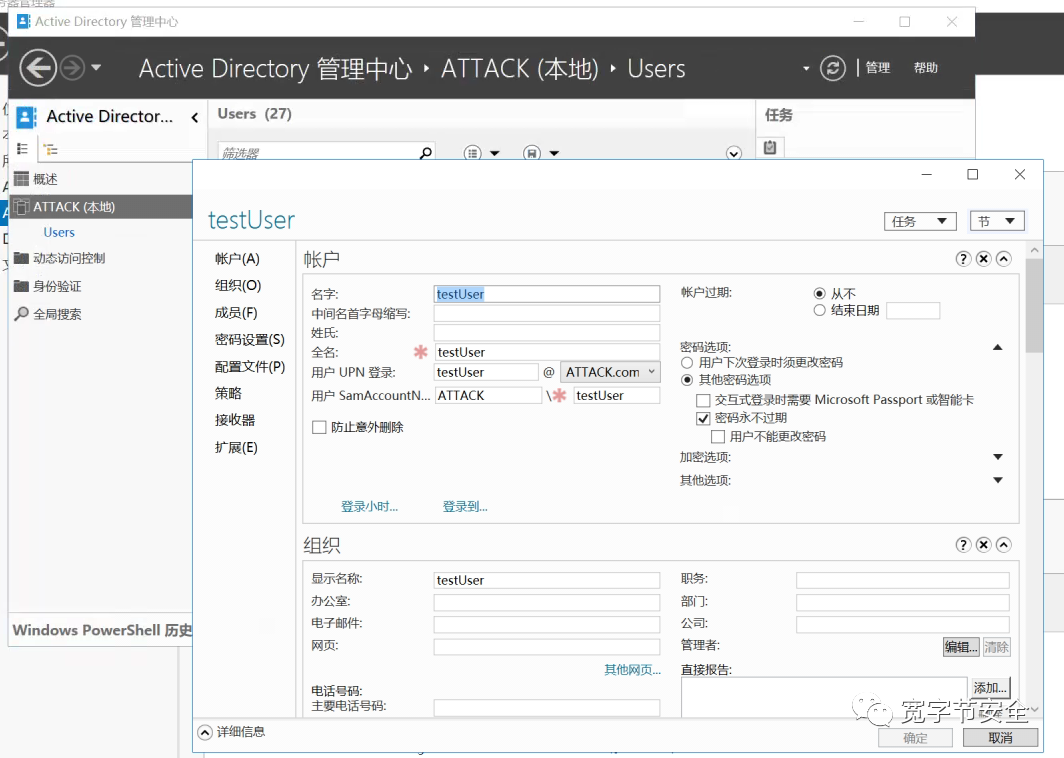 Active Directory 管理中心
Active Directory 管理中心 ‣ ATTACK (本地) ‣ Users
管理
帮助
Active Director...
概述
ATTACK (本地)
Users
动态访问控制
身份验证
全局搜索
Windows PowerShell 历史
Users (27)
筛选器
任务
testUser
任务
节
帐户(A)
组织(O)
成员(F)
密码设置(S)
配置文件(P)
策略
接收器
扩展(E)
帐户
名字: testUser
中间名首字母缩写:
姓氏:
全名: testUser
用户 UPN 登录: testUser @ ATTACK.com
用户 SamAccountN... ATTACK \ testUser
防止意外删除
登录小时...
登录到...
帐户过期:
从不
结束日期
密码选项:
用户下次登录时须更改密码
其他密码选项
交互式登录时需要 Microsoft Passport 或智能卡
密码永不过期
用户不能更改密码
加密选项:
其他选项:
组织
显示名称: testUser
办公室:
电子邮件:
网页:
其他网页...
电话号码:
主要电话号码:
职务:
部门:
公司:
管理者:
编辑...
清除
直接报告:
添加...
宽字节安全
详细信息
确定
取消